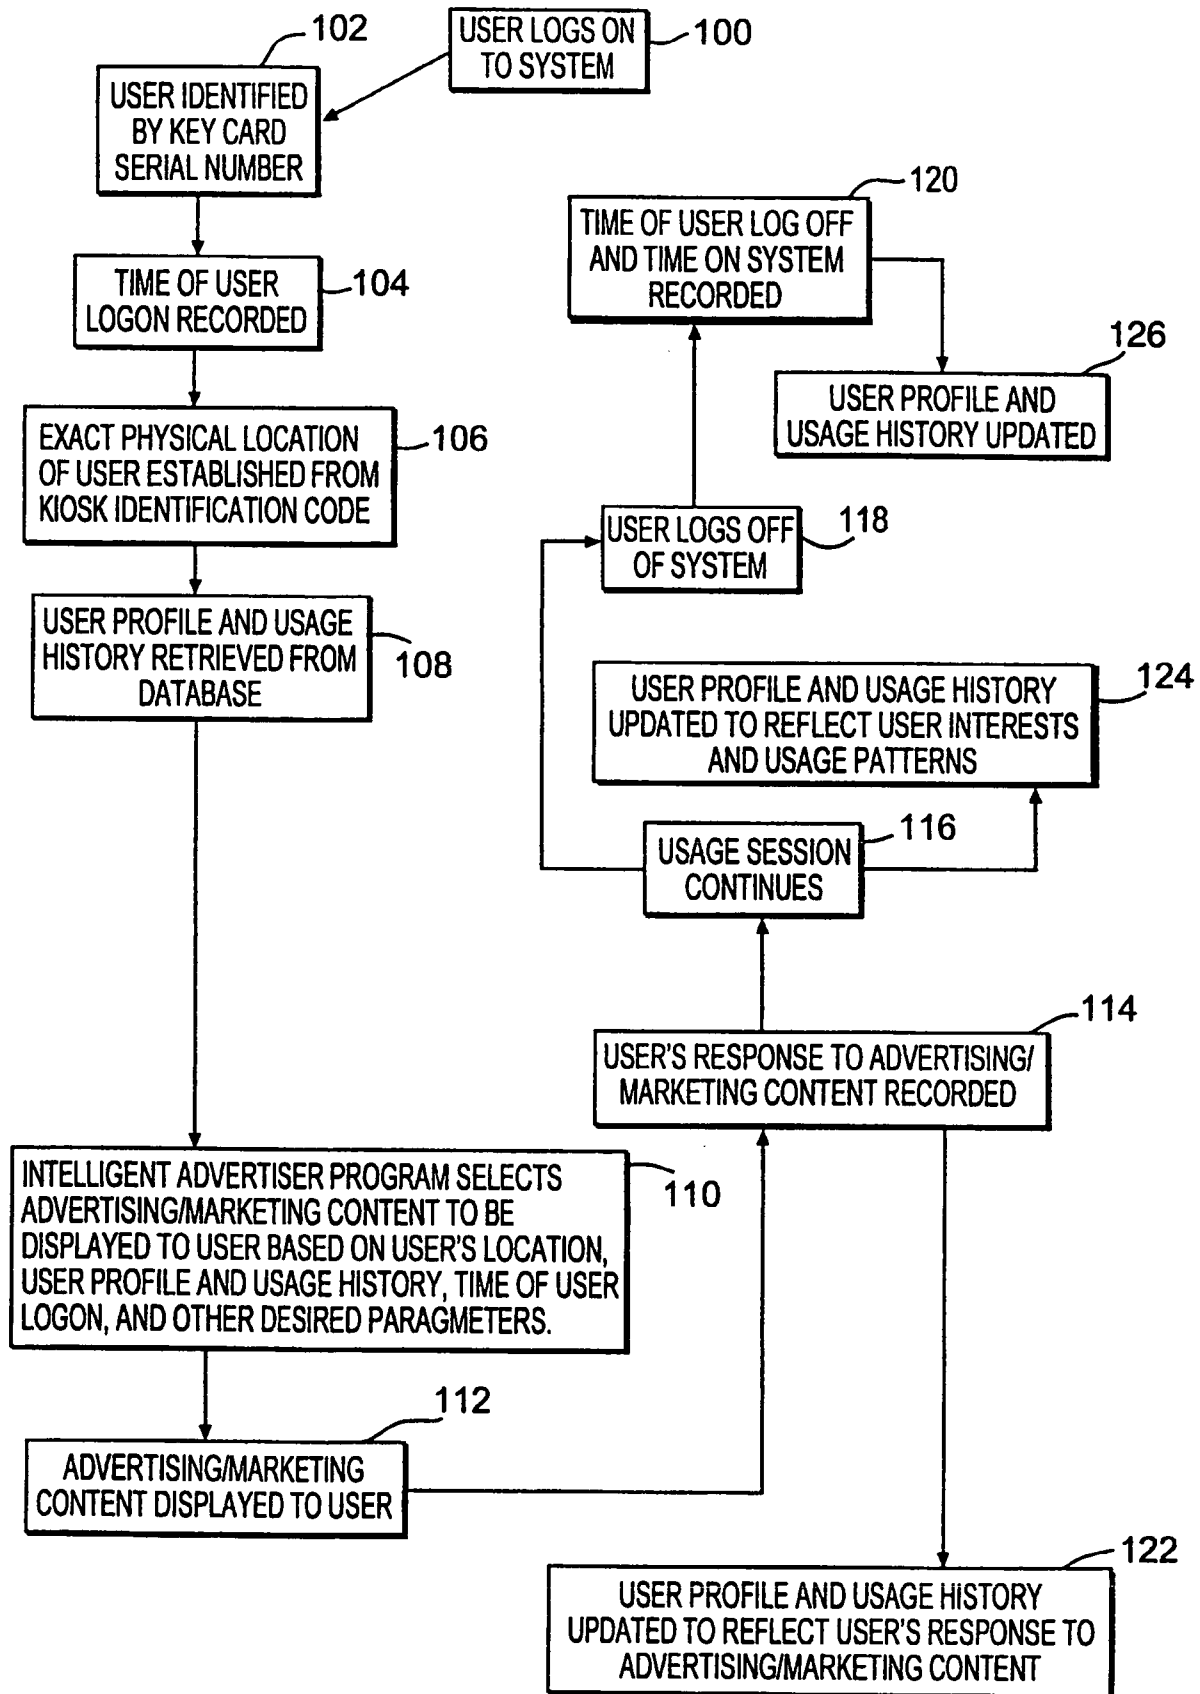 USER LOGS ON
TO SYSTEM
100
102
USER IDENTIFIED
BY KEY CARD
SERIAL NUMBER
TIME OF USER
LOGON RECORDED
104
EXACT PHYSICAL LOCATION
OF USER ESTABLISHED FROM
KIOSK IDENTIFICATION CODE
106
USER PROFILE AND USAGE
HISTORY RETRIEVED FROM
DATABASE
108
INTELLIGENT ADVERTISER PROGRAM SELECTS
ADVERTISING/MARKETING CONTENT TO BE
DISPLAYED TO USER BASED ON USER'S LOCATION,
USER PROFILE AND USAGE HISTORY, TIME OF USER
LOGON, AND OTHER DESIRED PARAGMETERS.
110
112
ADVERTISING/MARKETING
CONTENT DISPLAYED TO USER
120
TIME OF USER LOG OFF
AND TIME ON SYSTEM
RECORDED
126
USER PROFILE AND
USAGE HISTORY UPDATED
USER LOGS OFF
OF SYSTEM
118
USER PROFILE AND USAGE HISTORY
UPDATED TO REFLECT USER INTERESTS
AND USAGE PATTERNS
124
USAGE SESSION
CONTINUES
116
114
USER'S RESPONSE TO ADVERTISING/
MARKETING CONTENT RECORDED
122
USER PROFILE AND USAGE HISTORY
UPDATED TO REFLECT USER'S RESPONSE TO
ADVERTISING/MARKETING CONTENT